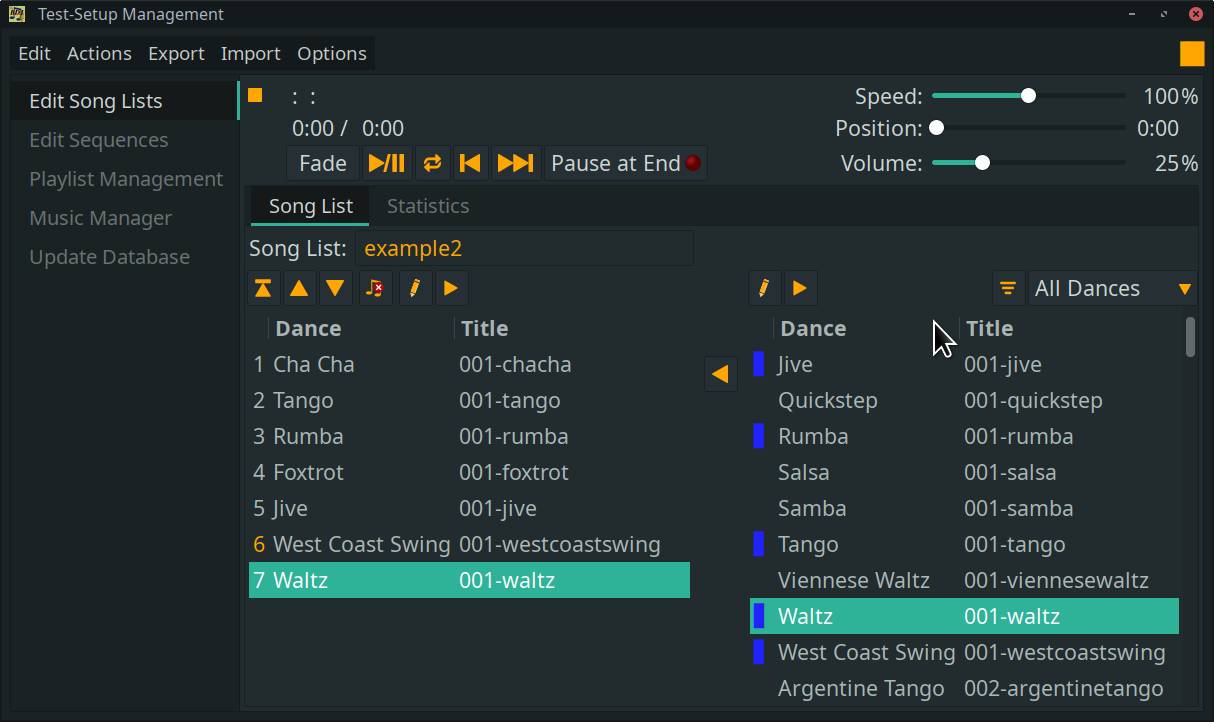 Test-Setup Management
Edit Actions Export Import Options
Edit Song Lists
Edit Sequences
Playlist Management
Music Manager
Update Database
: :
0:00 / 0:00
Fade Pause at End
Speed: 100%
Position: 0:00
Volume: 25%
Song List Statistics
Song List: example2
All Dances
Dance Title
1 Cha Cha 001-chacha
2 Tango 001-tango
3 Rumba 001-rumba
4 Foxtrot 001-foxtrot
5 Jive 001-jive
6 West Coast Swing 001-westcoastswing
7 Waltz 001-waltz
Dance Title
Jive 001-jive
Quickstep 001-quickstep
Rumba 001-rumba
Salsa 001-salsa
Samba 001-samba
Tango 001-tango
Viennese Waltz 001-viennesewaltz
Waltz 001-waltz
West Coast Swing 001-westcoastswing
Argentine Tango 002-argentinetango